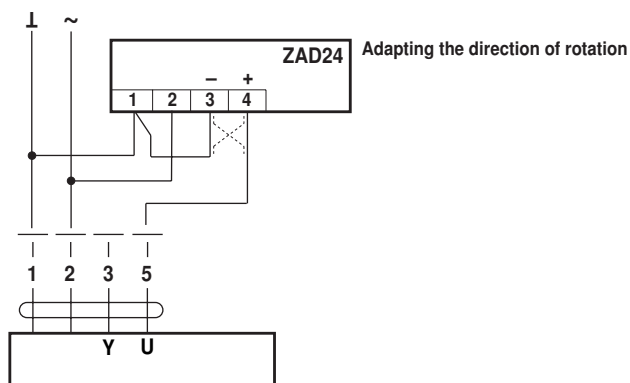 ⊥ ~
ZAD24
Adapting the direction of rotation
– +
1 2 3 4
1 2 3 5
Y U